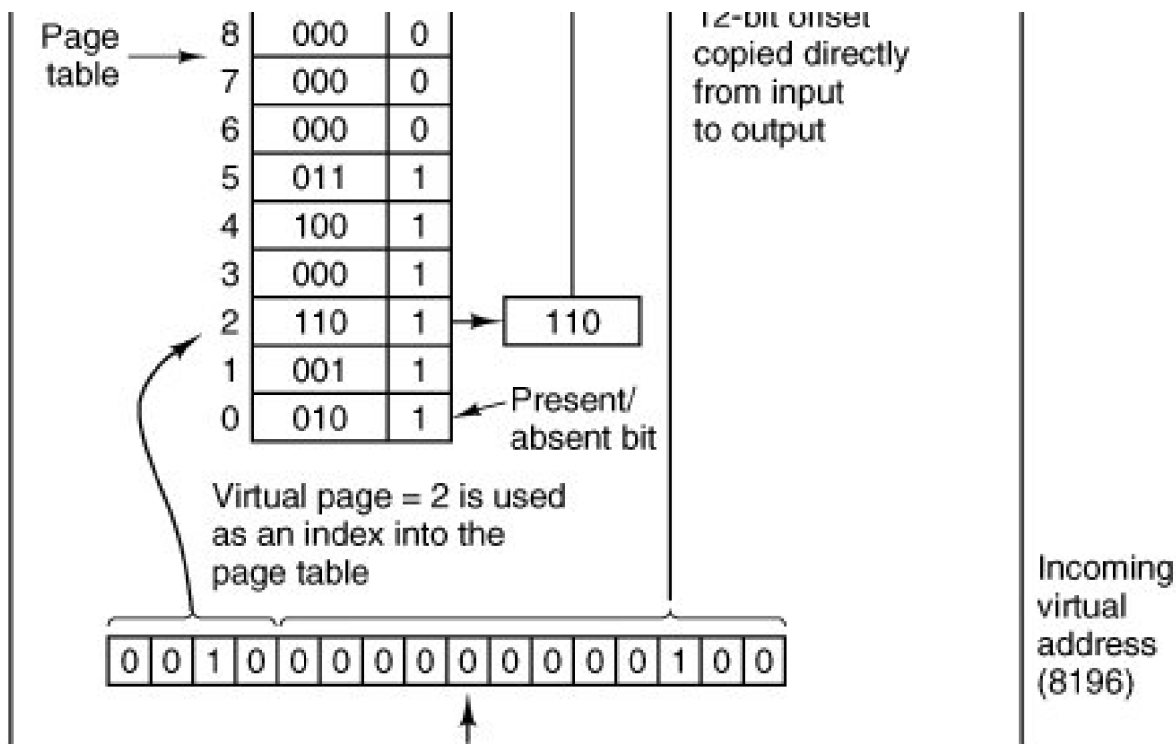 Page
table
8 000 0
7 000 0
6 000 0
5 011 1
4 100 1
3 000 1
2 110 1
1 001 1
0 010 1
110
12-bit offset
copied directly
from input
to output
Present/
absent bit
Virtual page = 2 is used
as an index into the
page table
0 0 1 0 0 0 0 0 0 0 0 0 0 1 0 0
Incoming
virtual
address
(8196)